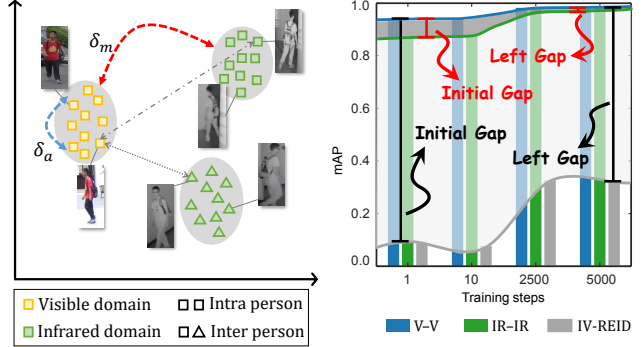 δm
δa
Visible domain
Intra person
Infrared domain
Inter person
mAP
1.0
0.8
0.6
0.4
0.2
0.0
Left Gap
Initial Gap
Initial Gap
Left Gap
1 10 2500 5000
Training steps
V–V IR–IR IV-REID